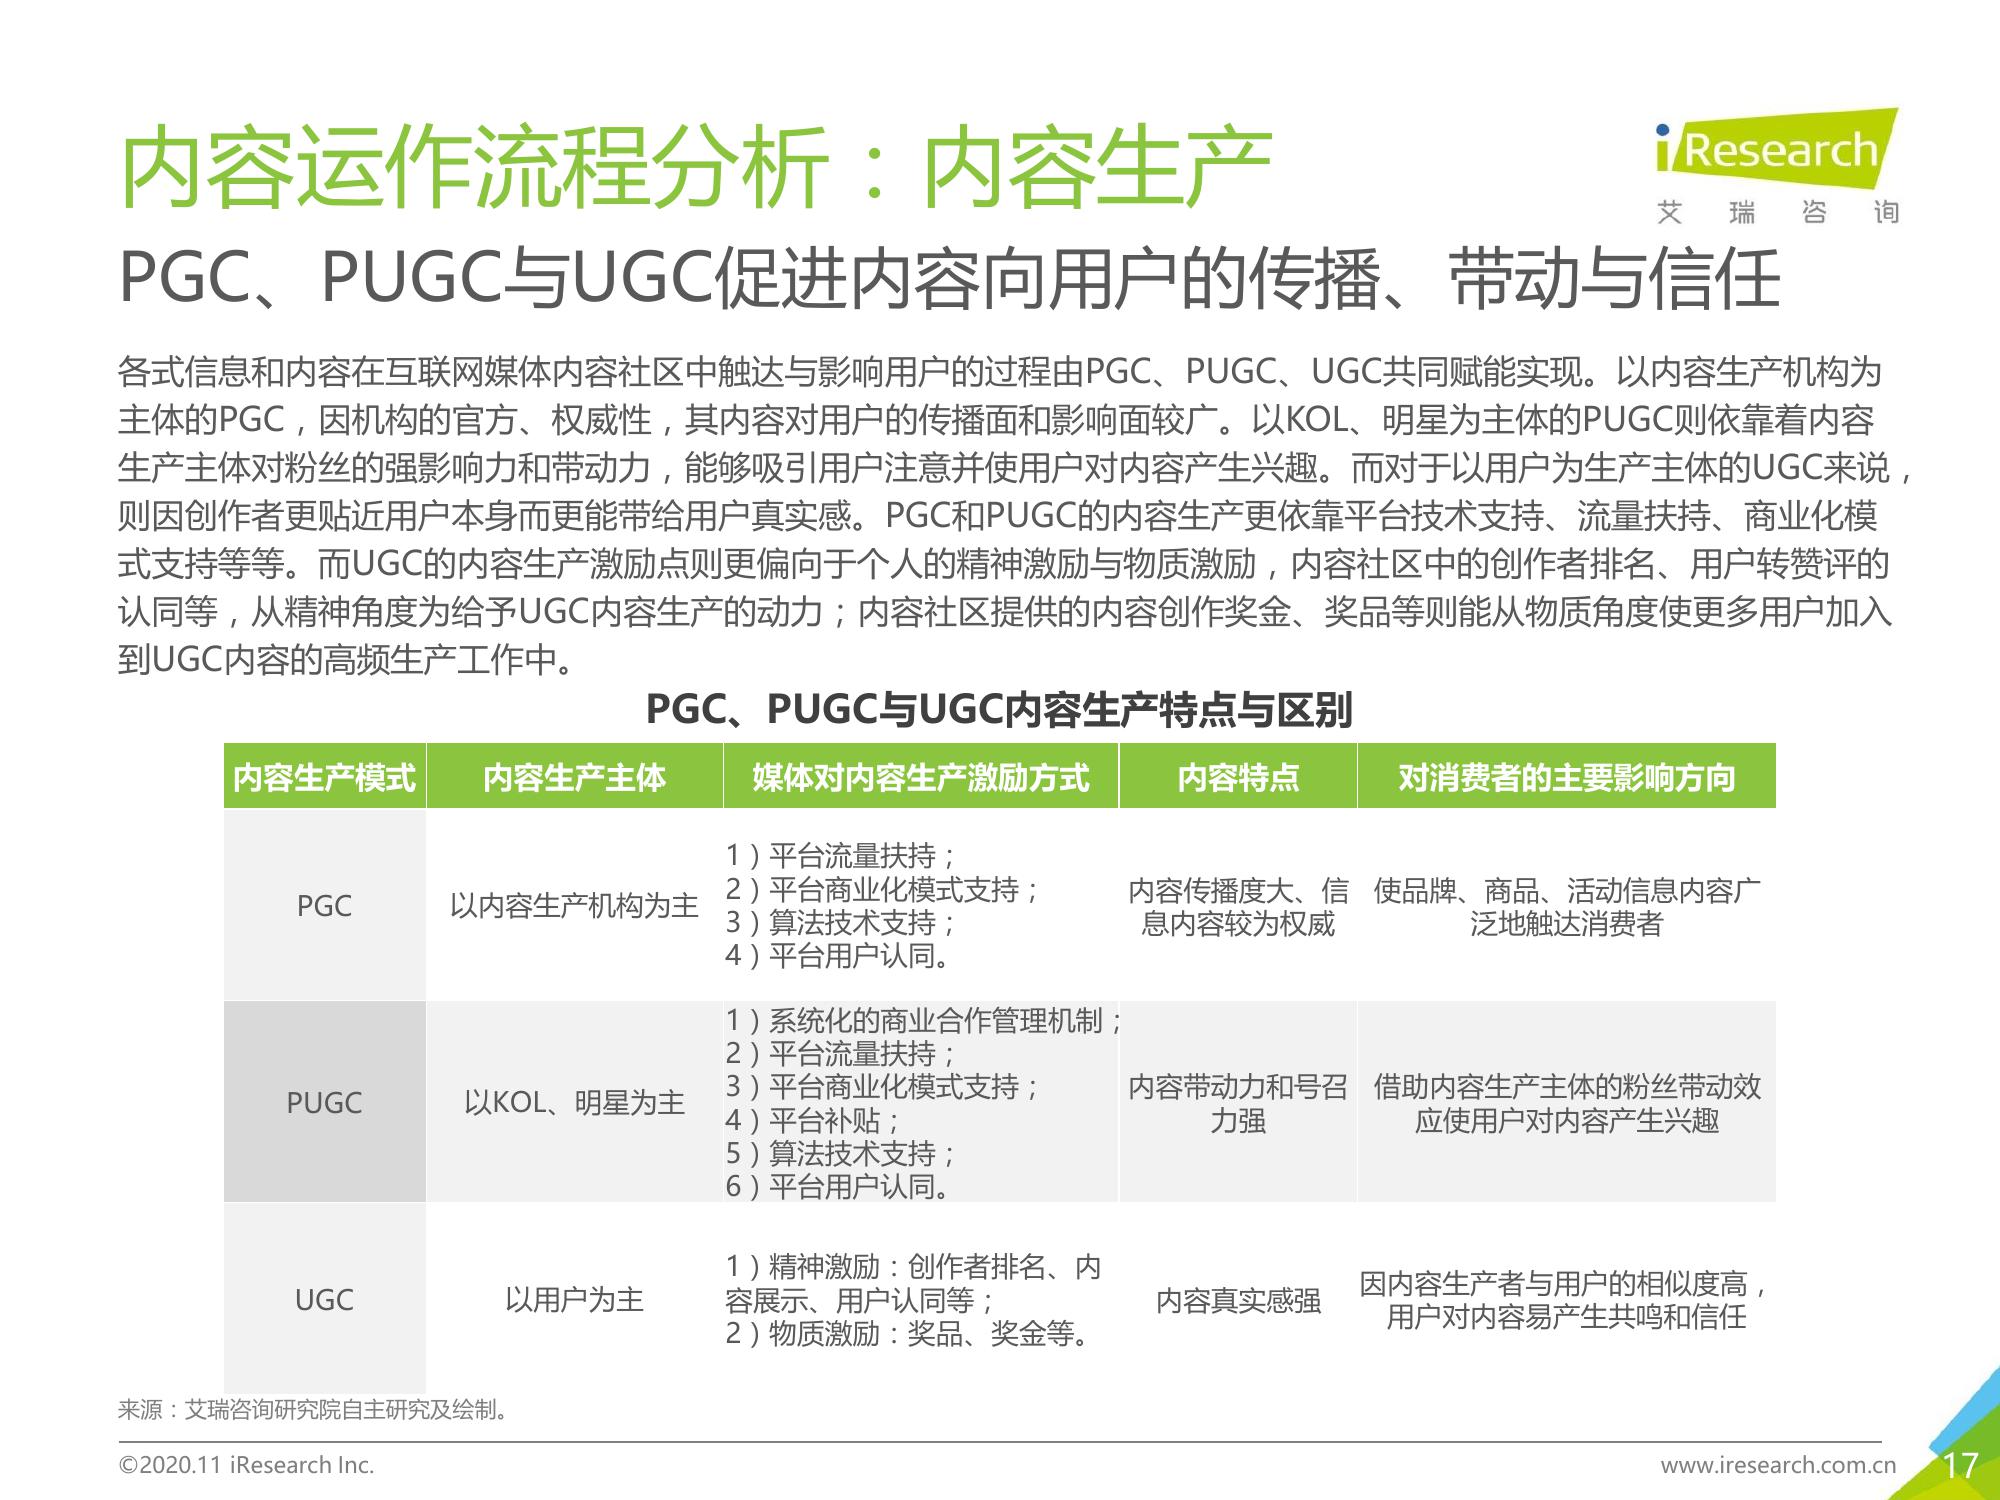 内容运作流程分析：内容生产
iResearch
艾瑞咨询
PGC、PUGC与UGC促进内容向用户的传播、带动与信任
各式信息和内容在互联网媒体内容社区中触达与影响用户的过程由PGC、PUGC、UGC共同赋能实现。以内容生产机构为
主体的PGC，因机构的官方、权威性，其内容对用户的传播面和影响面较广。以KOL、明星为主体的PUGC则依靠着内容
生产主体对粉丝的强影响力和带动力，能够吸引用户注意并使用户对内容产生兴趣。而对于以用户为生产主体的UGC来说，
则因创作者更贴近用户本身而更能带给用户真实感。PGC和PUGC的内容生产更依靠平台技术支持、流量扶持、商业化模
式支持等等。而UGC的内容生产激励点则更偏向于个人的精神激励与物质激励，内容社区中的创作者排名、用户转赞评的
认同等，从精神角度为给予UGC内容生产的动力；内容社区提供的内容创作奖金、奖品等则能从物质角度使更多用户加入
到UGC内容的高频生产工作中。
PGC、PUGC与UGC内容生产特点与区别
内容生产模式 内容生产主体 媒体对内容生产激励方式 内容特点 对消费者的主要影响方向
PGC
以内容生产机构为主
1）平台流量扶持；
2）平台商业化模式支持；
3）算法技术支持；
4）平台用户认同。
内容传播度大、信
息内容较为权威
使品牌、商品、活动信息内容广
泛地触达消费者
PUGC
以KOL、明星为主
1）系统化的商业合作管理机制；
2）平台流量扶持；
3）平台商业化模式支持；
4）平台补贴；
5）算法技术支持；
6）平台用户认同。
内容带动力和号召
力强
借助内容生产主体的粉丝带动效
应使用户对内容产生兴趣
UGC
以用户为主
1）精神激励：创作者排名、内
容展示、用户认同等；
2）物质激励：奖品、奖金等。
内容真实感强
因内容生产者与用户的相似度高，
用户对内容易产生共鸣和信任
来源：艾瑞咨询研究院自主研究及绘制。
©2020.11 iResearch Inc.
www.iresearch.com.cn
17